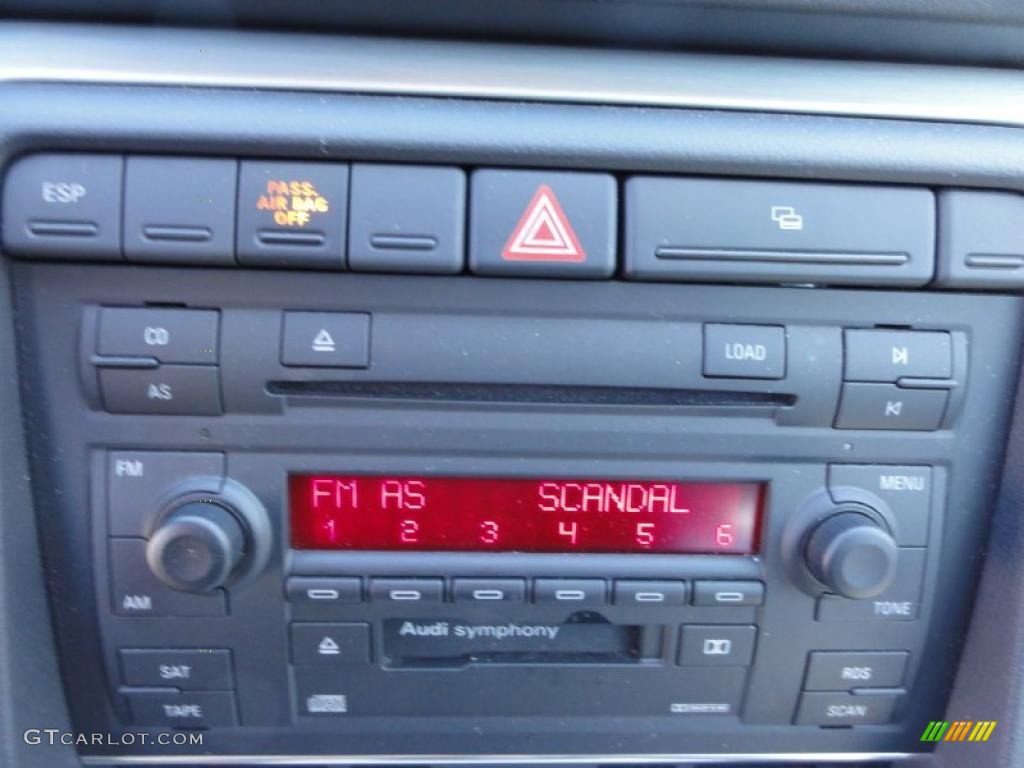 ESP
PASS.
AIR BAG
OFF
CD
LOAD
AS
FM
MENU
FM AS SCANDAL
1 2 3 4 5 6
AM
TONE
Audi symphony
SAT
RDS
TAPE
SCAN
GTCARLOT.COM